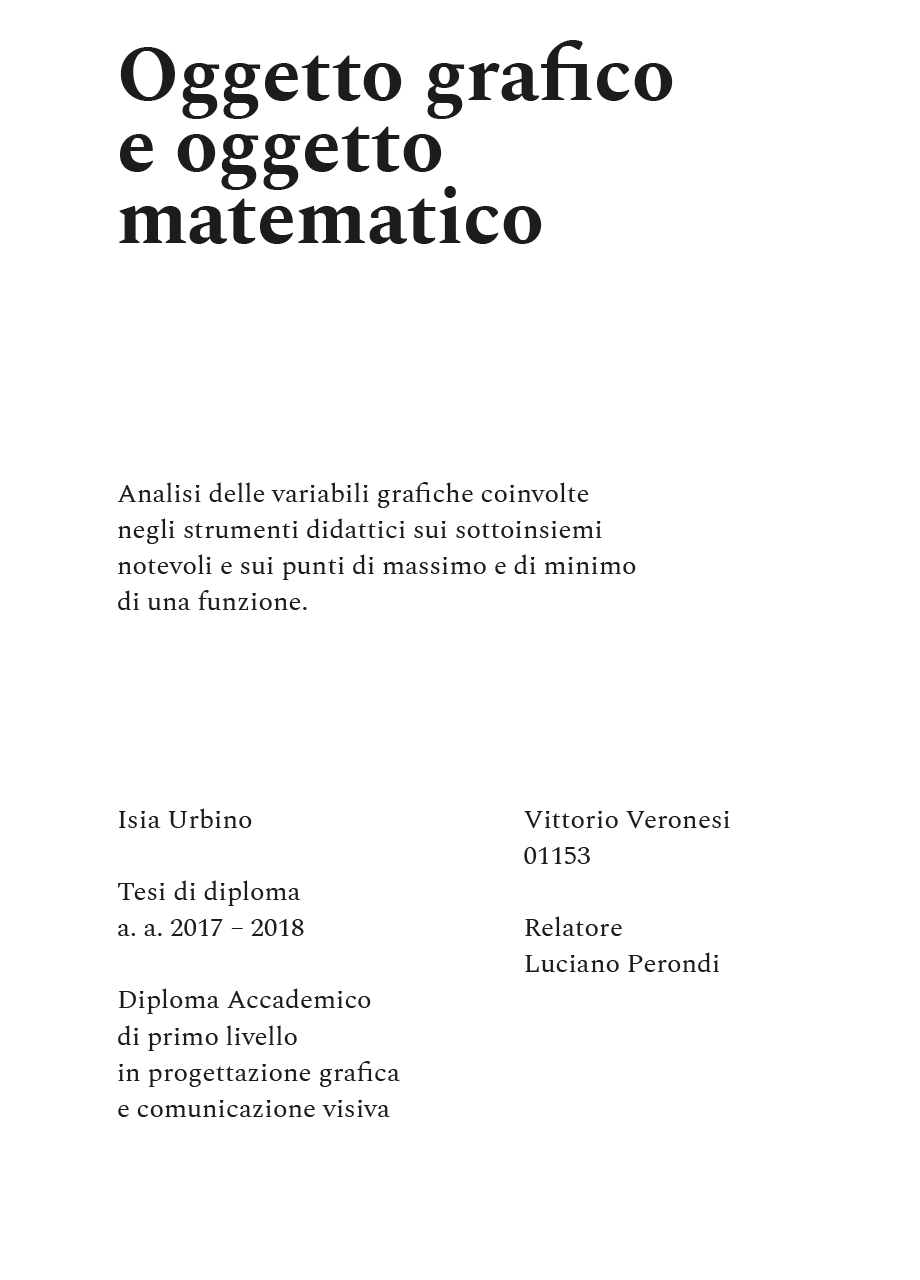 Oggetto grafico
e oggetto
matematico
Analisi delle variabili grafiche coinvolte
negli strumenti didattici sui sottoinsiemi
notevoli e sui punti di massimo e di minimo
di una funzione.
Isia Urbino
Tesi di diploma
a. a. 2017 – 2018
Diploma Accademico
di primo livello
in progettazione grafica
e comunicazione visiva
Vittorio Veronesi
01153
Relatore
Luciano Perondi